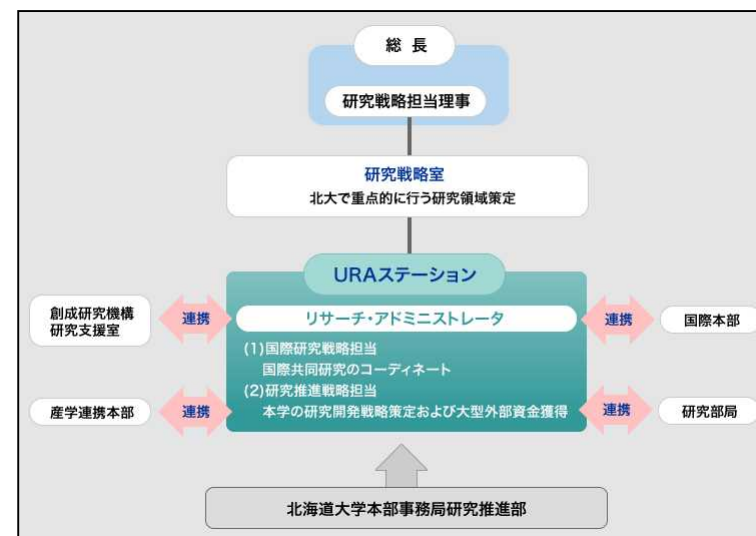 総 長
研究戦略担当理事
研究戦略室
北大で重点的に行う研究領域策定
URAステーション
リサーチ・アドミニストレータ
(1)国際研究戦略担当
国際共同研究のコーディネート
(2)研究推進戦略担当
本学の研究開発戦略策定および大型外部資金獲得
創成研究機構
研究支援室
連携
産学連携本部
連携
連携
国際本部
連携
研究部局
北海道大学本部事務局研究推進部